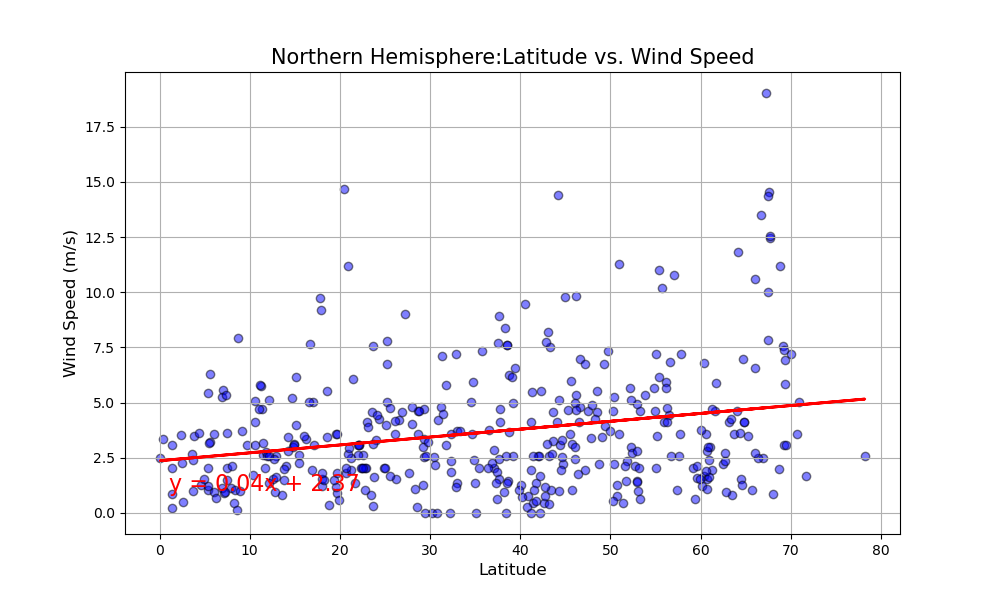 Northern Hemisphere:Latitude vs. Wind Speed
Wind Speed (m/s)
17.5
15.0
12.5
10.0
7.5
5.0
2.5
0.0
y = 0.04x + 2.37
0 10 20 30 40 50 60 70 80
Latitude